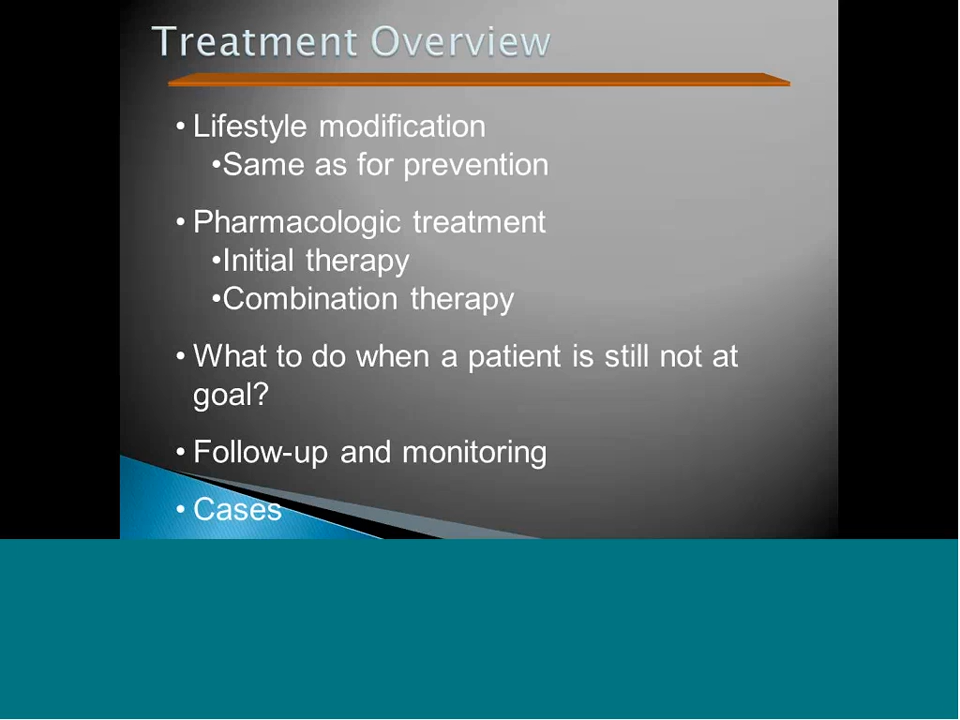 Treatment Overview
• Lifestyle modification
•Same as for prevention
• Pharmacologic treatment
•Initial therapy
•Combination therapy
• What to do when a patient is still not at
goal?
• Follow-up and monitoring
• Cases